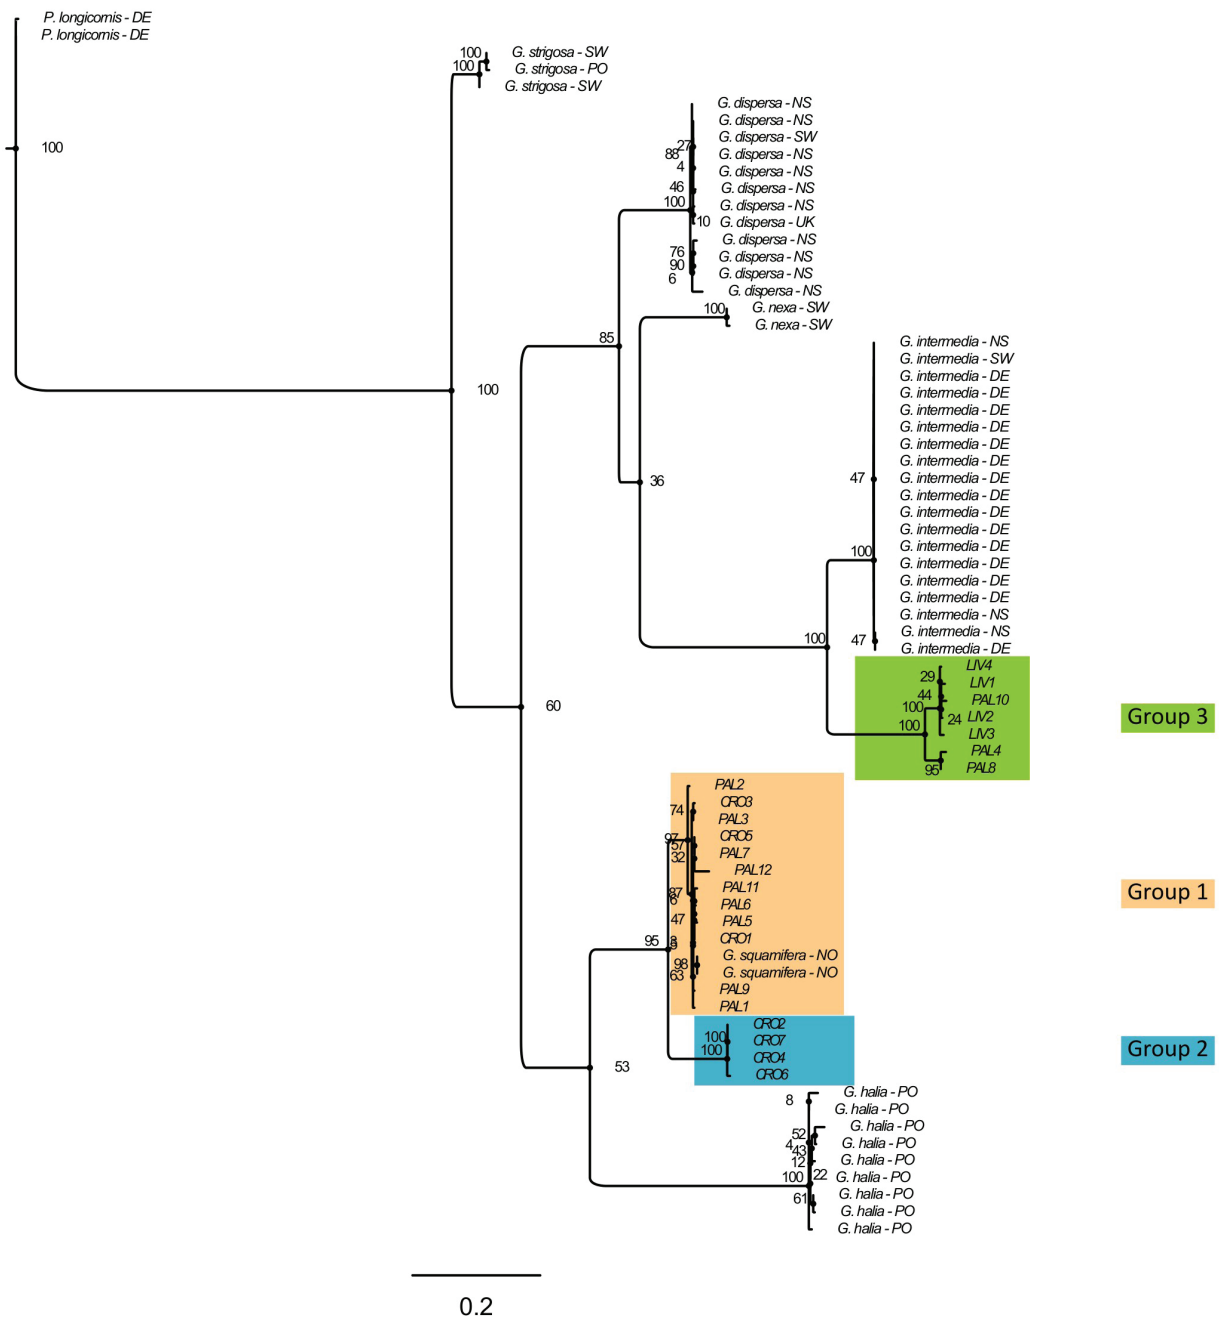 P. longicornis - DE
P. longicornis - DE
100
G. strigosa - SW
100
G. strigosa - PO
100
G. strigosa - SW
G. dispersa - NS
G. dispersa - NS
G. dispersa - SW
27
88
G. dispersa - NS
4
G. dispersa - NS
46
G. dispersa - NS
100
G. dispersa - NS
10
G. dispersa - UK
G. dispersa - NS
76
G. dispersa - NS
90
G. dispersa - NS
6
G. dispersa - NS
100
G. nexa - SW
G. nexa - SW
85
G. intermedia - NS
G. intermedia - SW
G. intermedia - DE
100
G. intermedia - DE
G. intermedia - DE
G. intermedia - DE
G. intermedia - DE
G. intermedia - DE
47
G. intermedia - DE
36
G. intermedia - DE
G. intermedia - DE
G. intermedia - DE
G. intermedia - DE
100
G. intermedia - DE
G. intermedia - DE
G. intermedia - DE
G. intermedia - NS
G. intermedia - NS
100
47
G. intermedia - DE
LIV4
29
LIV1
44
PAL10
60
100
24
LIV2
Group 3
100
LIV3
PAL4
95
PAL8
PAL2
74
CRO3
PAL3
97
CRO5
57
32
PAL7
PAL12
87
PAL11
6
PAL6
Group 1
47
PAL5
95
3
CRO1
G. squamifera - NO
98
63
G. squamifera - NO
PAL9
PAL1
CRO2
100
CRO7
100
CRO4
Group 2
53
CRO6
8
G. halia - PO
G. halia - PO
52
G. halia - PO
4
43
G. halia - PO
12
G. halia - PO
100
22
G. halia - PO
61
G. halia - PO
G. halia - PO
G. halia - PO
0.2